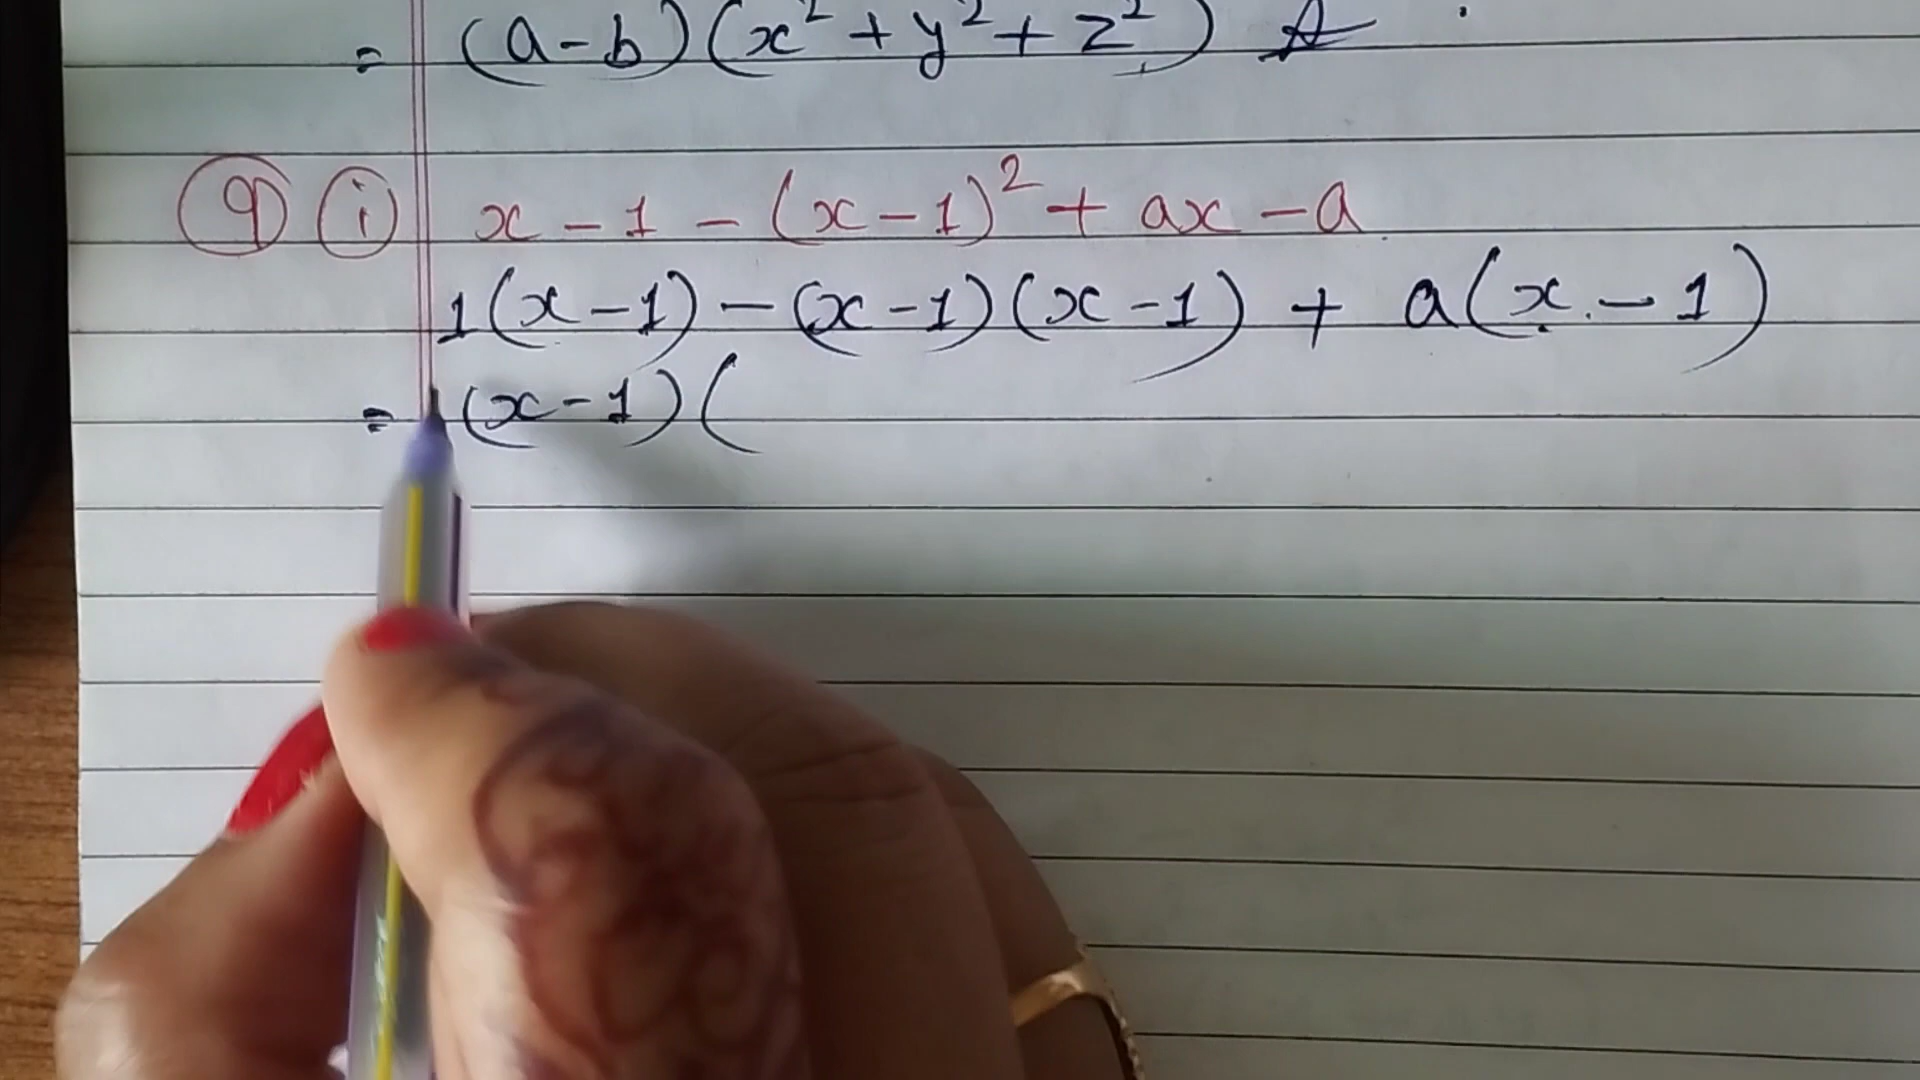 = (a-b)(x²+y²+z²) A
9 i x-1-(x-1)²+ax-a
1(x-1)-(x-1)(x-1)+a(x-1)
= (x-1)(